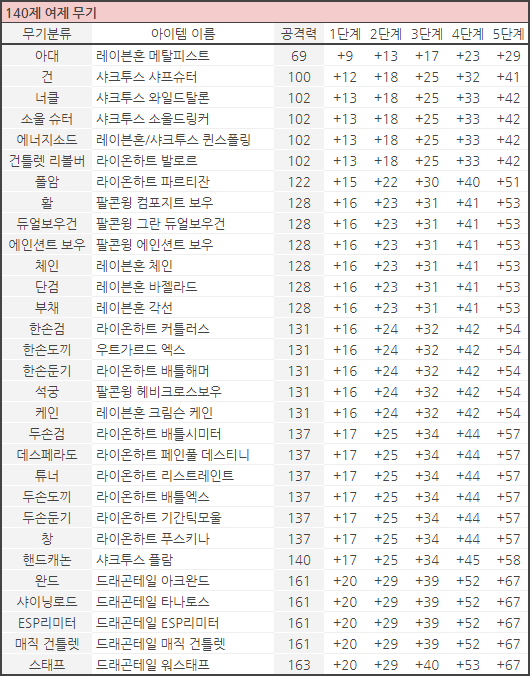 140제 여제 무기
무기분류 아이템 이름 공격력 1단계 2단계 3단계 4단계 5단계
아대 레이븐혼 메탈피스트 69 +9 +13 +17 +23 +29
건 샤크투스 샤프슈터 100 +12 +18 +25 +32 +41
너클 샤크투스 와일드탈론 102 +13 +18 +25 +33 +42
소울 슈터 샤크투스 소울드링커 102 +13 +18 +25 +33 +42
에너지소드 레이븐혼/샤크투스 퀸스폴링 102 +13 +18 +25 +33 +42
건틀렛 리볼버 라이온하트 발로르 102 +13 +18 +25 +33 +42
폴암 라이온하트 파르티잔 122 +15 +22 +30 +40 +51
활 팔콘윙 컴포지트 보우 128 +16 +23 +31 +41 +53
듀얼보우건 팔콘윙 그란 듀얼보우건 128 +16 +23 +31 +41 +53
에인션트 보우 팔콘윙 에인션트 보우 128 +16 +23 +31 +41 +53
체인 레이븐혼 체인 128 +16 +23 +31 +41 +53
단검 레이븐혼 바젤라드 128 +16 +23 +31 +41 +53
부채 레이븐혼 각선 128 +16 +23 +31 +41 +53
한손검 라이온하트 커틀러스 131 +16 +24 +32 +42 +54
한손도끼 우트가르드 엑스 131 +16 +24 +32 +42 +54
한손둔기 라이온하트 배틀해머 131 +16 +24 +32 +42 +54
석궁 팔콘윙 헤비크로스보우 131 +16 +24 +32 +42 +54
케인 레이븐혼 크림슨 케인 131 +16 +24 +32 +42 +54
두손검 라이온하트 배틀시미터 137 +17 +25 +34 +44 +57
데스페라도 라이온하트 페인풀 데스티니 137 +17 +25 +34 +44 +57
튜너 라이온하트 리스트레인트 137 +17 +25 +34 +44 +57
두손도끼 라이온하트 배틀엑스 137 +17 +25 +34 +44 +57
두손둔기 라이온하트 기간틱모울 137 +17 +25 +34 +44 +57
창 라이온하트 푸스키나 137 +17 +25 +34 +44 +57
핸드캐논 샤크투스 플람 140 +17 +25 +34 +45 +58
완드 드래곤테일 아크완드 161 +20 +29 +39 +52 +67
샤이닝로드 드래곤테일 타나토스 161 +20 +29 +39 +52 +67
ESP리미터 드래곤테일 ESP리미터 161 +20 +29 +39 +52 +67
매직 건틀렛 드래곤테일 매직 건틀렛 161 +20 +29 +39 +52 +67
스태프 드래곤테일 워스태프 163 +20 +29 +40 +53 +67